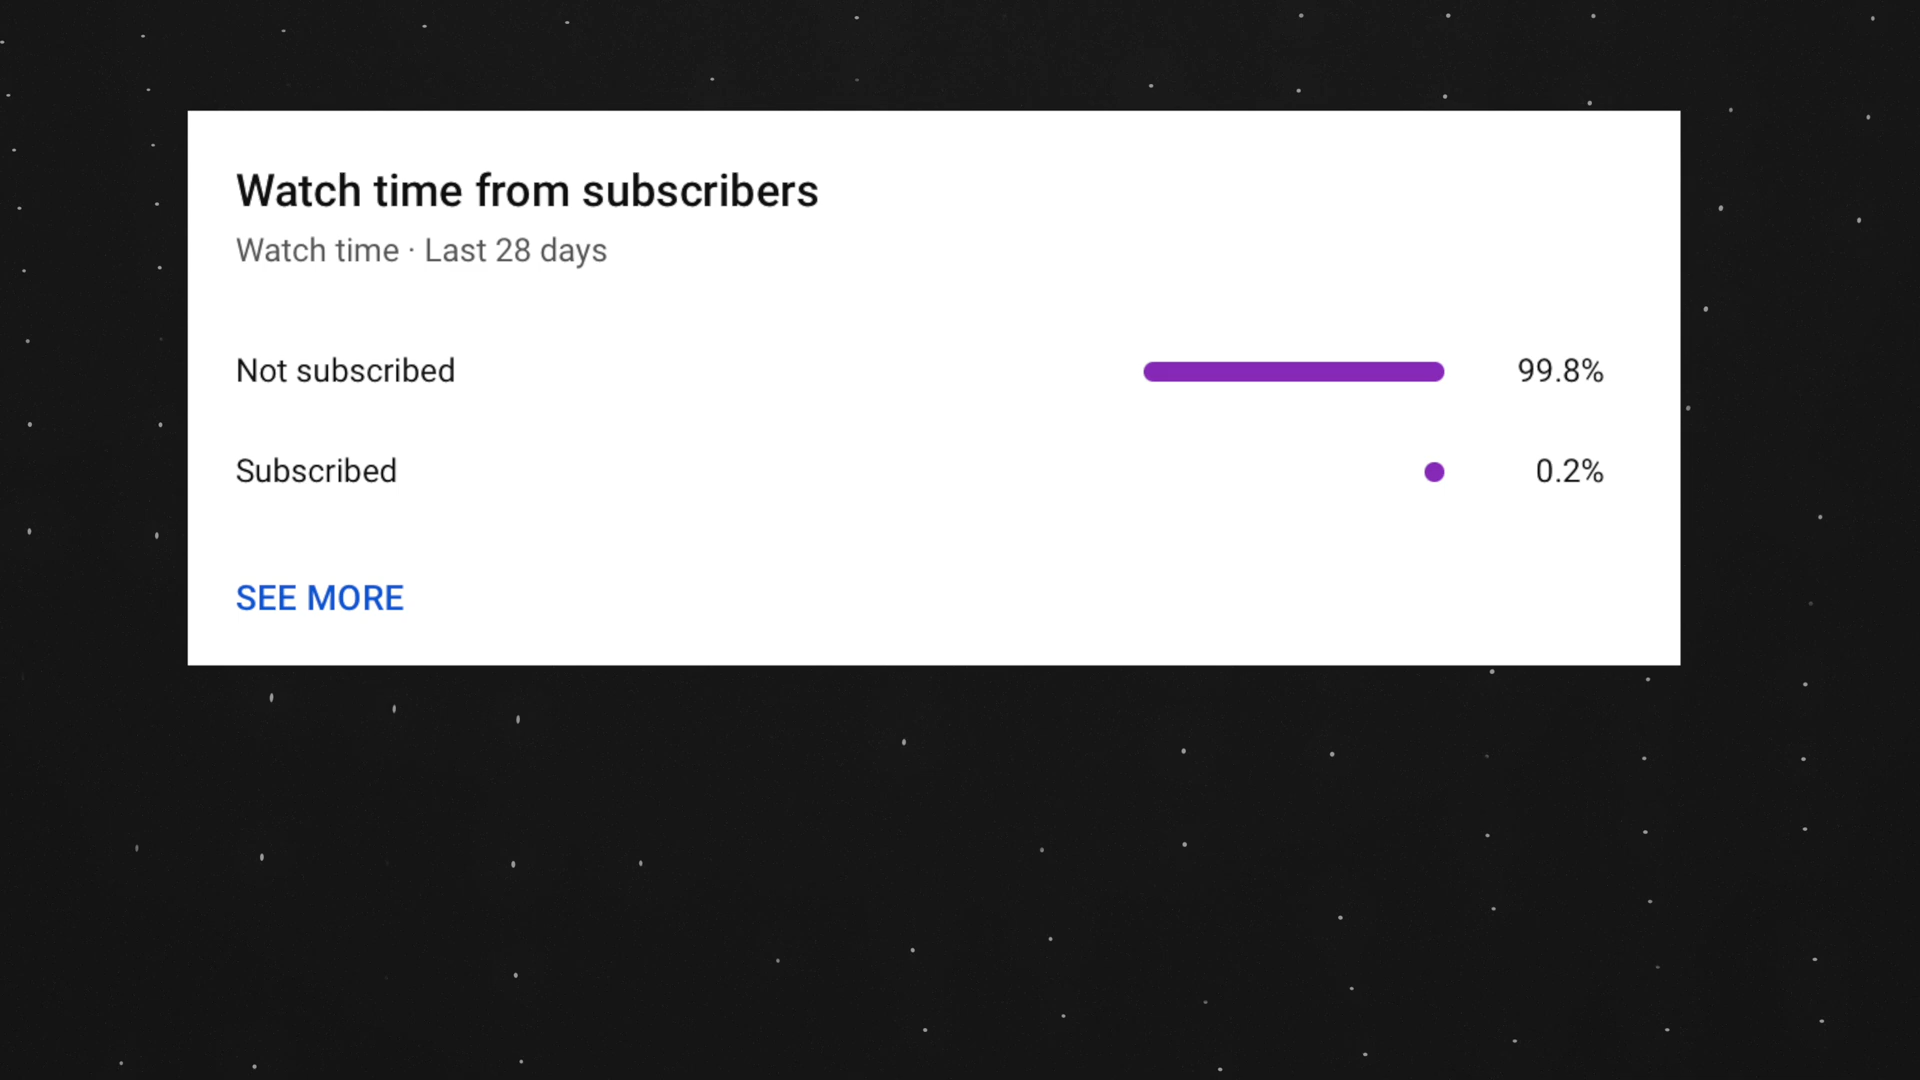 Watch time from subscribers
Watch time · Last 28 days
Not subscribed 99.8%
Subscribed 0.2%
SEE MORE